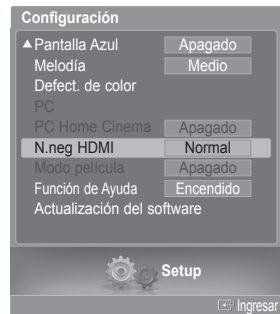 Configuración
▲Pantalla Azul Apagado
Melodía Medio
Defect. de color
PC
PC Home Cinema Apagado
N.neg HDMI Normal
Modo película Apagado
Función de Ayuda Encendido
Actualización del software
Setup
Ingresar